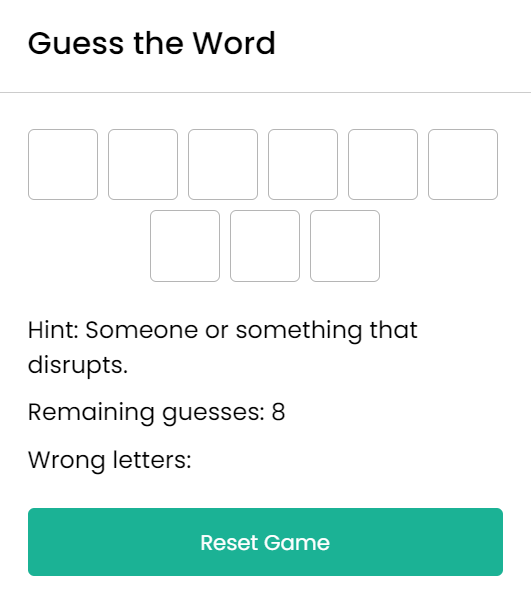 Guess the Word
Hint: Someone or something that
disrupts.
Remaining guesses: 8
Wrong letters:
Reset Game